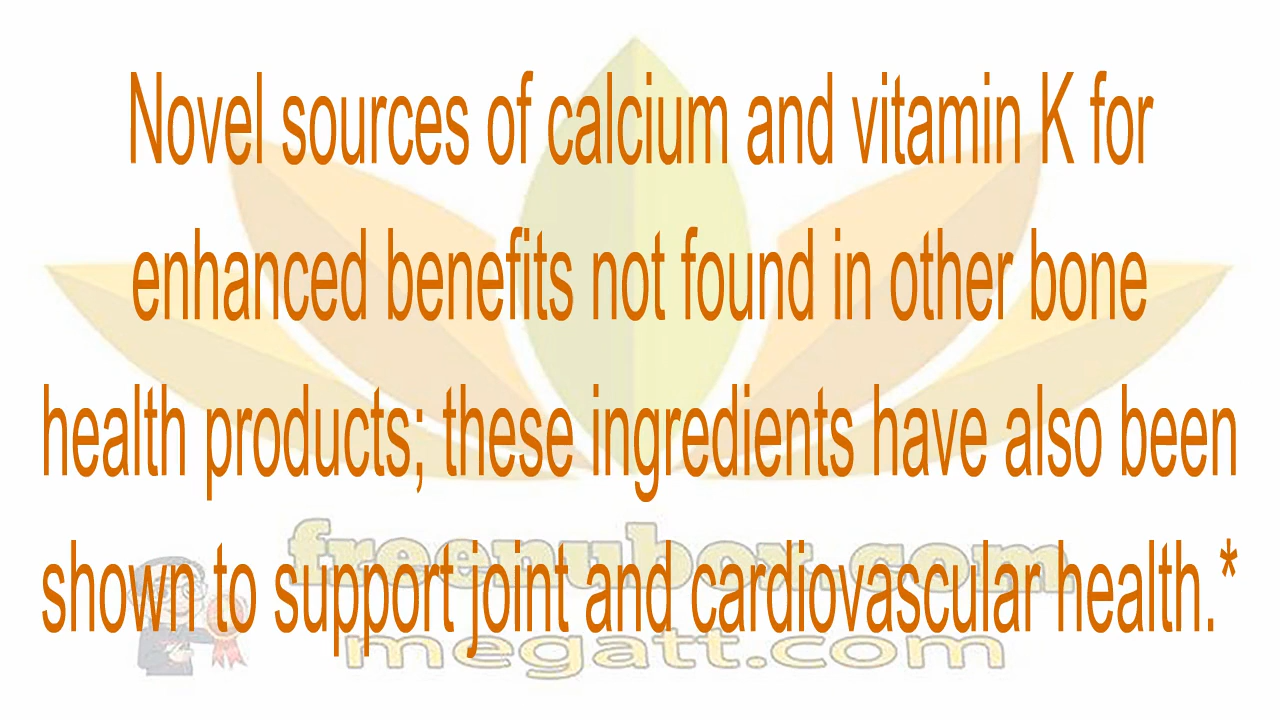 Novel sources of calcium and vitamin K for
enhanced benefits not found in other bone
health products; these ingredients have also been
shown to support joint and cardiovascular health.*
freenubox.com
megatt.com